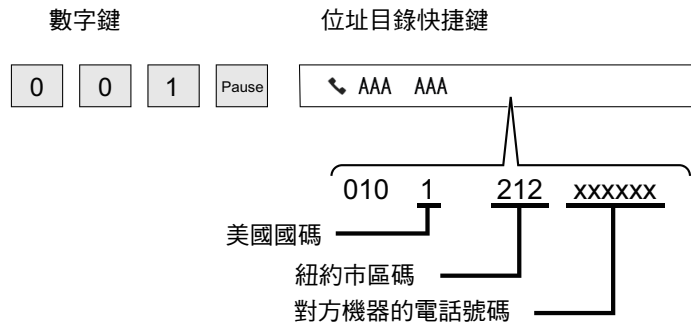 數字鍵 位址目錄快捷鍵
0 0 1 Pause AAA AAA
010 1 212 xxxxxx
美國國碼
紐約市區碼
對方機器的電話號碼